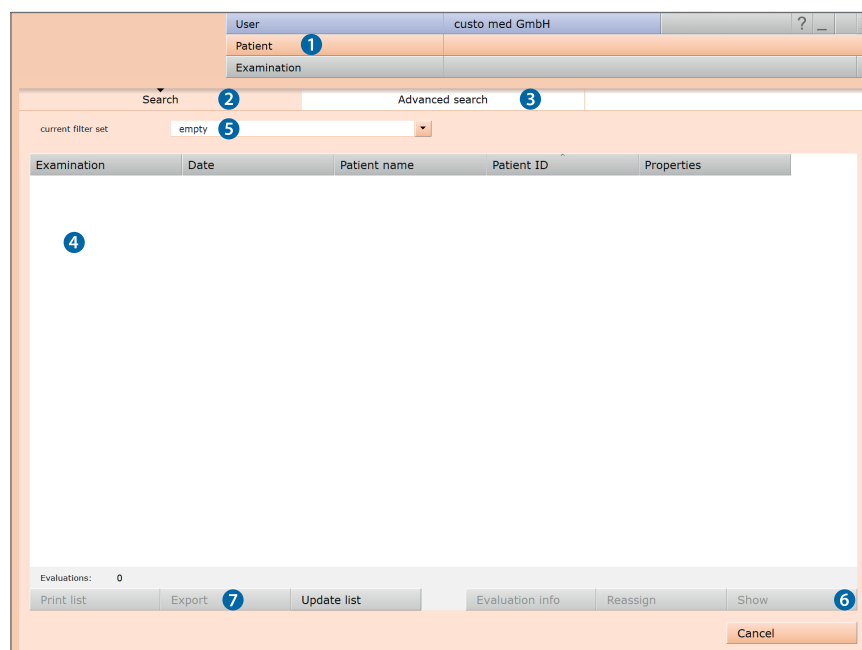 User custo med GmbH ? _
Patient 1
Examination
Search 2 Advanced search 3
current filter set empty 5
Examination Date Patient name Patient ID Properties
4
Evaluations: 0
Print list Export 7 Update list Evaluation info Reassign Show 6
Cancel